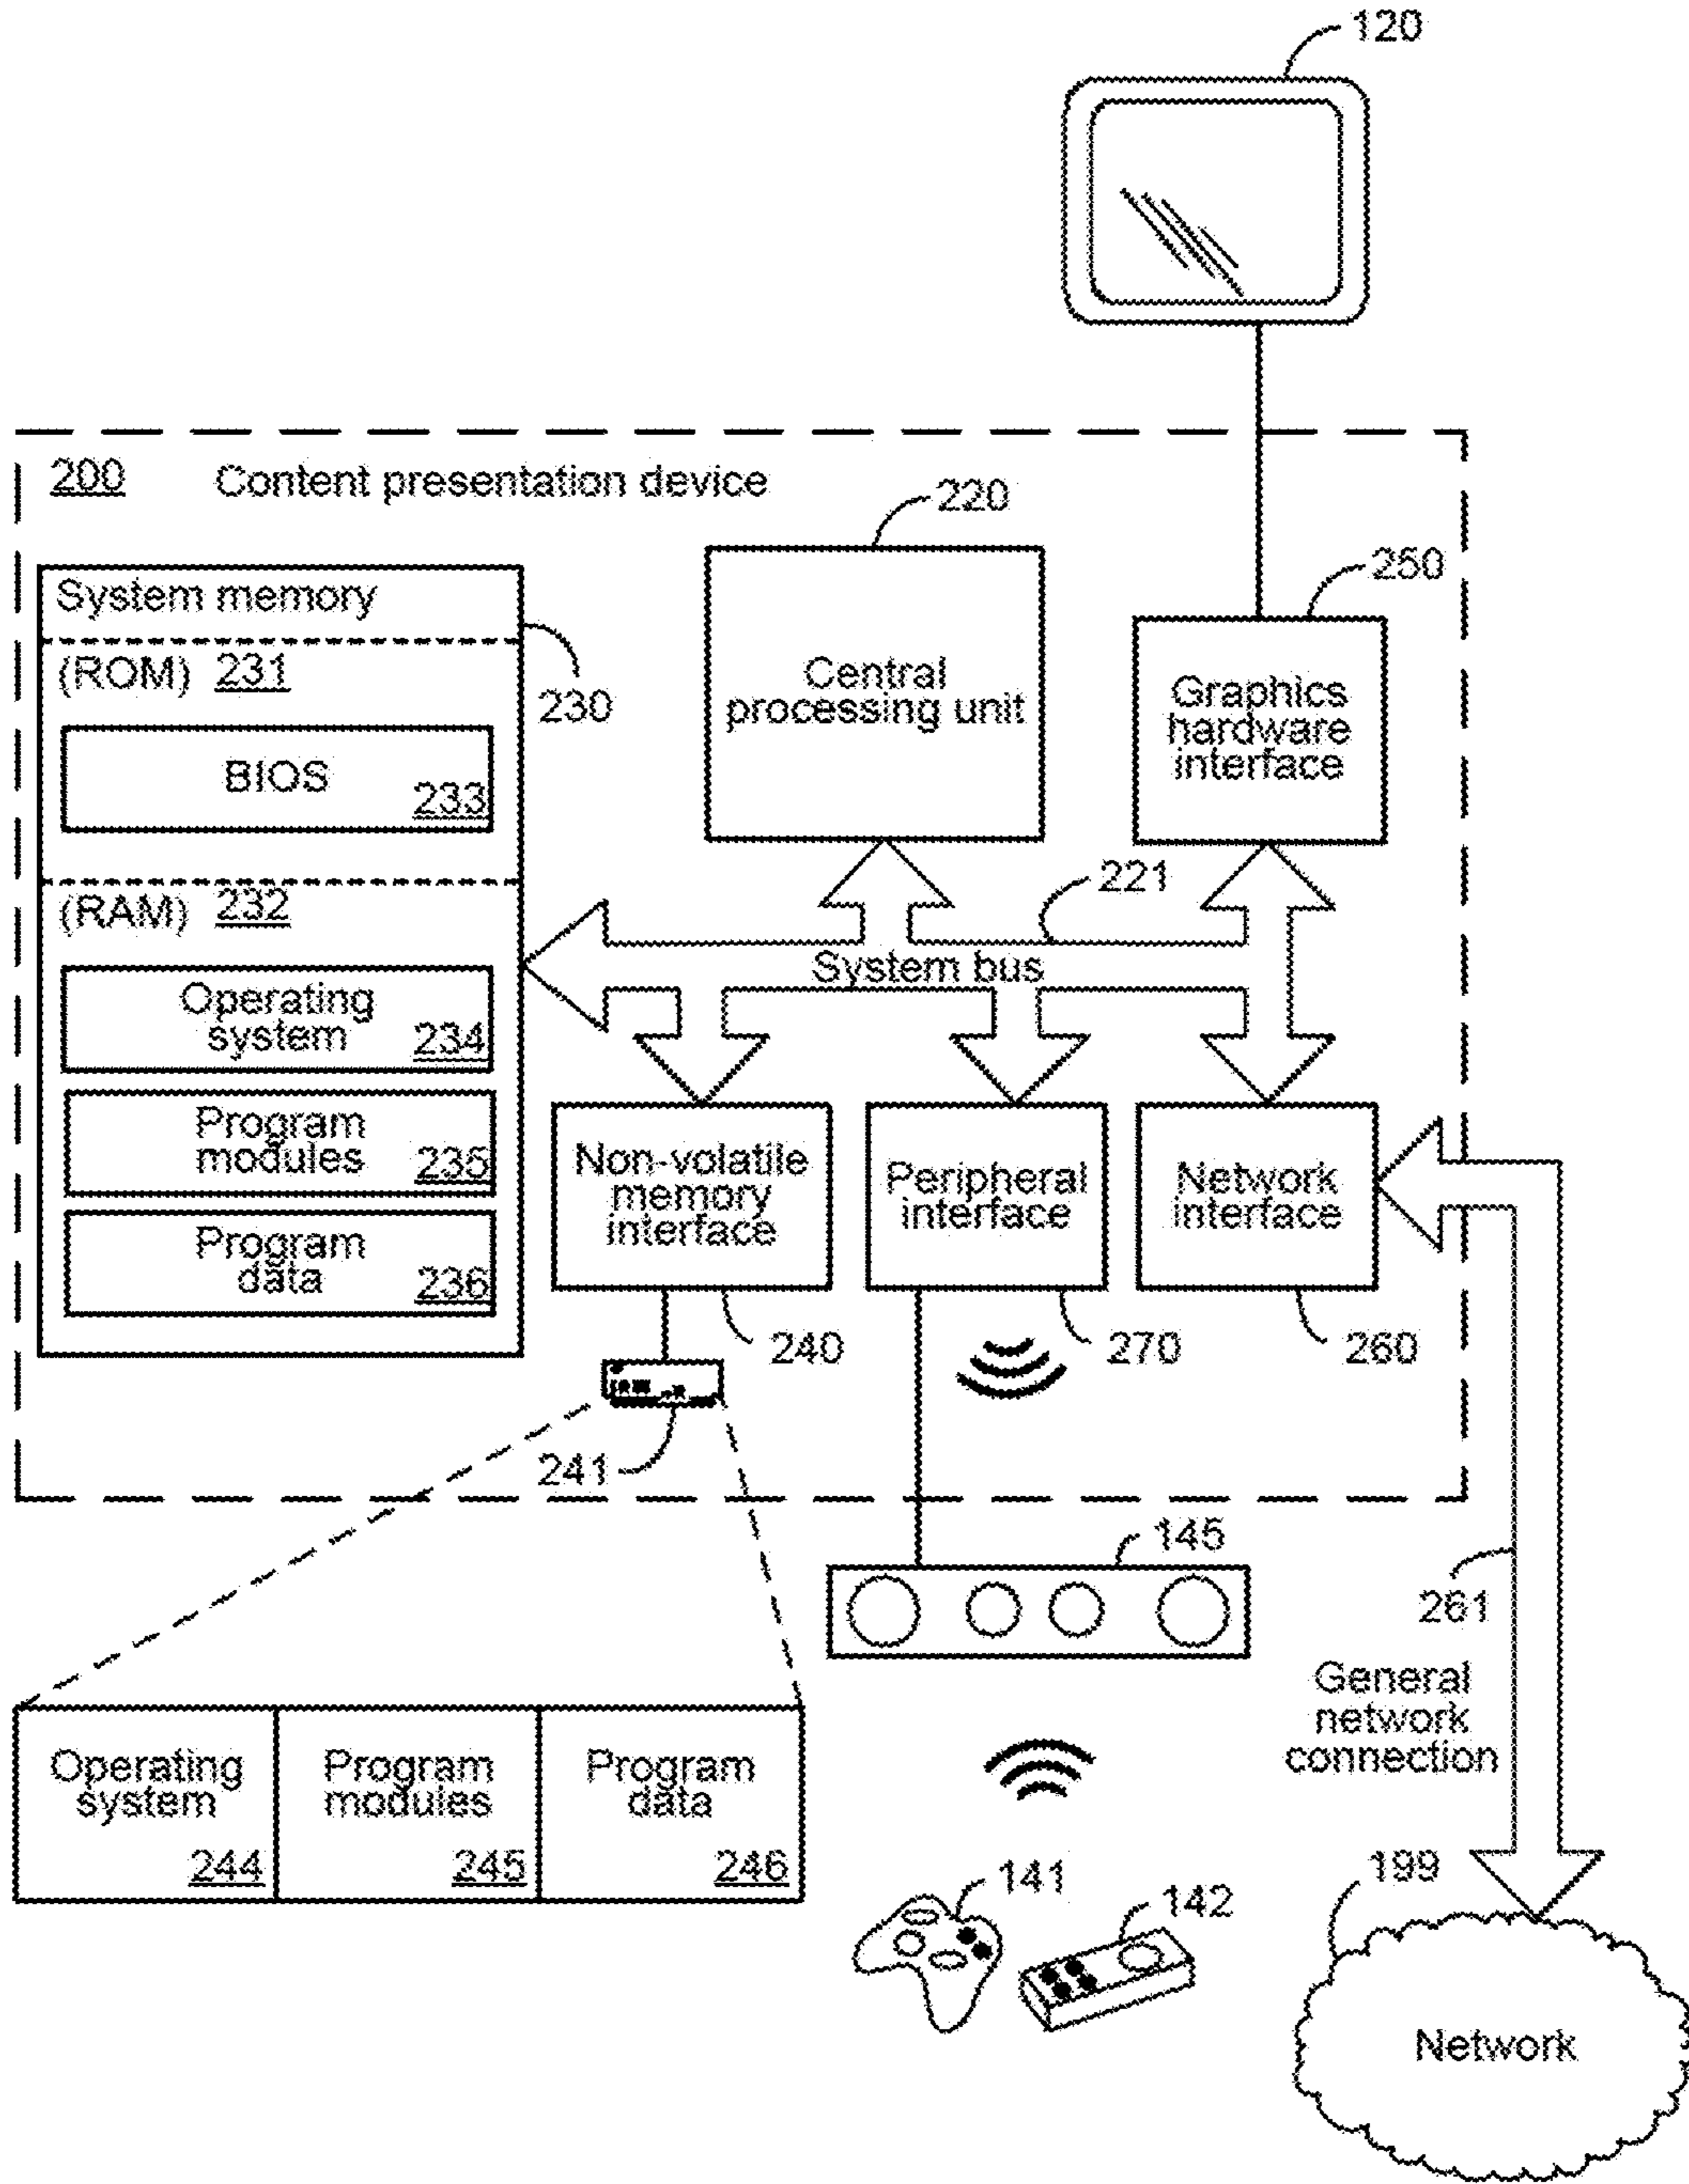 120
200 Content presentation device
220
250
System memory
(ROM) 231
230
BIOS
233
Central
processing unit
Graphics
hardware
interface
(RAM) 232
221
System bus
Operating
system
234
Program
modules
235
Program
data
236
Non-volatile
memory
interface
Peripheral
interface
Network
interface
240
270
260
241
145
261
General
network
connection
Operating
system
244
Program
modules
245
Program
data
246
141
142
199
Network